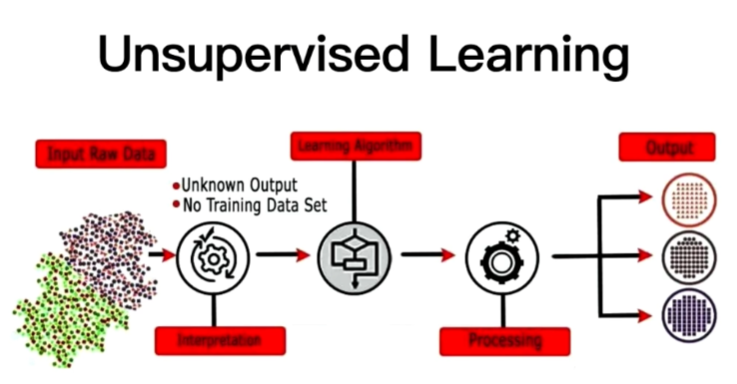 Unsupervised Learning
Input Raw Data
Learning Algorithm
Output
Unknown Output
No Training Data Set
Interpretation
Processing